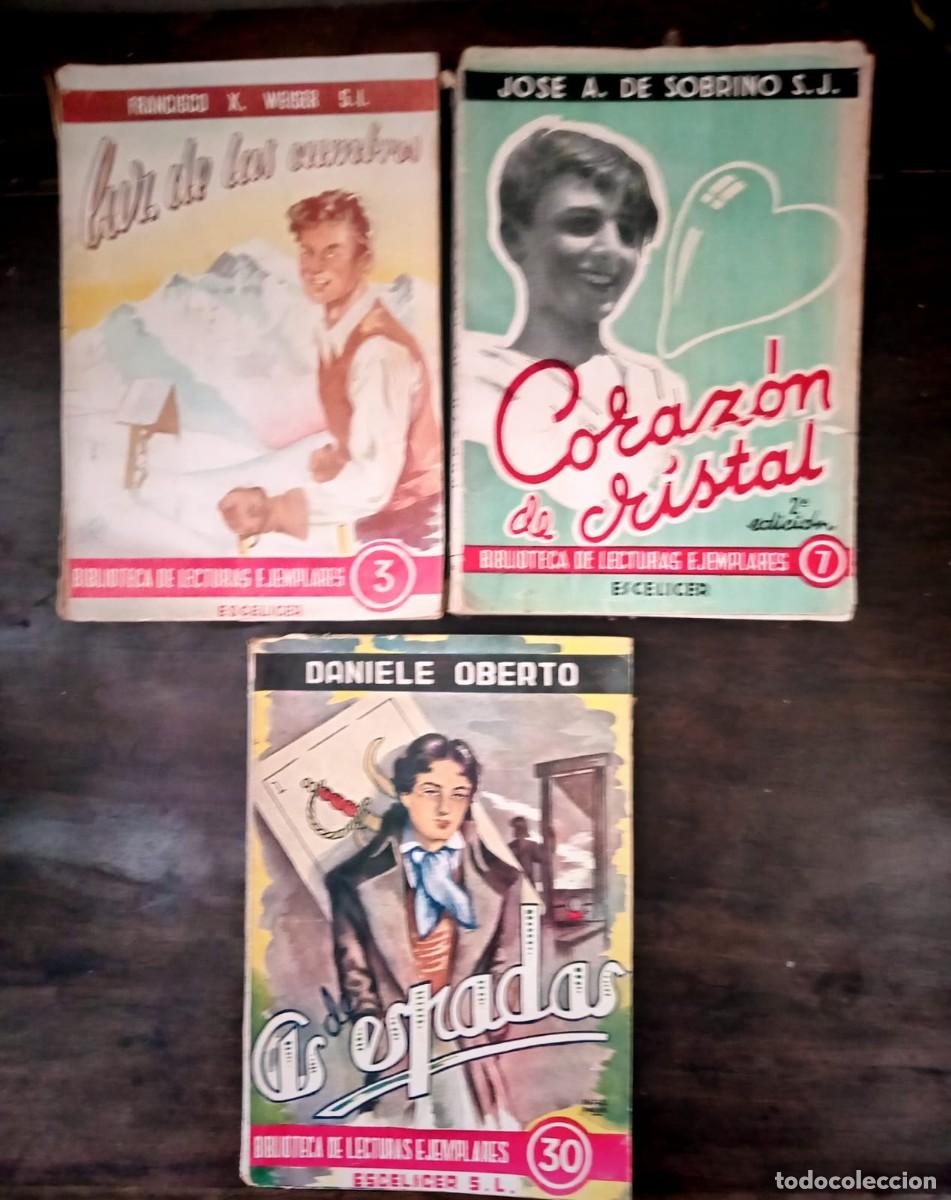 FRANCISCO X. WEISER S.I.
de las cumbres
BIBLIOTECA DE LECTURAS EJEMPLARES 3
ESCELICER
JOSE A. DE SOBRINO S.J.
Corazón
de cristal
2ª
edición
BIBLIOTECA DE LECTURAS EJEMPLARES 7
ESCELICER
DANIELE OBERTO
1
As de espadas
BIBLIOTECA DE LECTURAS EJEMPLARES 30
ESCELICER S.L.
todocoleccion